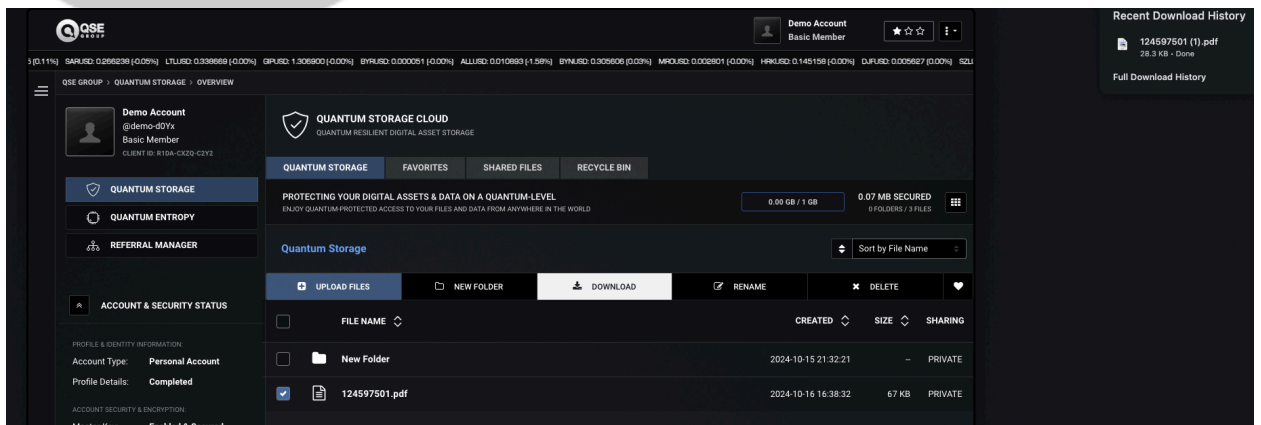 QSE
GROUP
Demo Account
Basic Member
Recent Download History
124597501 (1).pdf
28.3 KB • Done
Full Download History
5 (0.11%) SARUSD: 0.266238 (-0.05%) LTLUSD: 0.338669 (-0.00%) GIPUSD: 1.306900 (-0.00%) BYRUSD: 0.000051 (-0.00%) ALLUSD: 0.010893 (-1.58%) BYNUSD: 0.305606 (0.03%) MROUSD: 0.002801 (-0.00%) HRKUSD: 0.145158 (-0.00%) DJFUSD: 0.005627 (0.00%) SZLU
QSE GROUP > QUANTUM STORAGE > OVERVIEW
Demo Account
@demo-d0Yx
Basic Member
CLIENT ID: R1DA-CXZQ-C2Y2
QUANTUM STORAGE CLOUD
QUANTUM RESILIENT DIGITAL ASSET STORAGE
QUANTUM STORAGE FAVORITES SHARED FILES RECYCLE BIN
QUANTUM STORAGE
QUANTUM ENTROPY
REFERRAL MANAGER
PROTECTING YOUR DIGITAL ASSETS & DATA ON A QUANTUM-LEVEL
ENJOY QUANTUM-PROTECTED ACCESS TO YOUR FILES AND DATA FROM ANYWHERE IN THE WORLD
0.00 GB / 1 GB
0.07 MB SECURED
0 FOLDERS / 3 FILES
Quantum Storage
Sort by File Name
UPLOAD FILES NEW FOLDER DOWNLOAD RENAME DELETE
FILE NAME CREATED SIZE SHARING
New Folder 2024-10-15 21:32:21 – PRIVATE
124597501.pdf 2024-10-16 16:38:32 67 KB PRIVATE
ACCOUNT & SECURITY STATUS
PROFILE & IDENTITY INFORMATION:
Account Type: Personal Account
Profile Details: Completed
ACCOUNT SECURITY & ENCRYPTION: